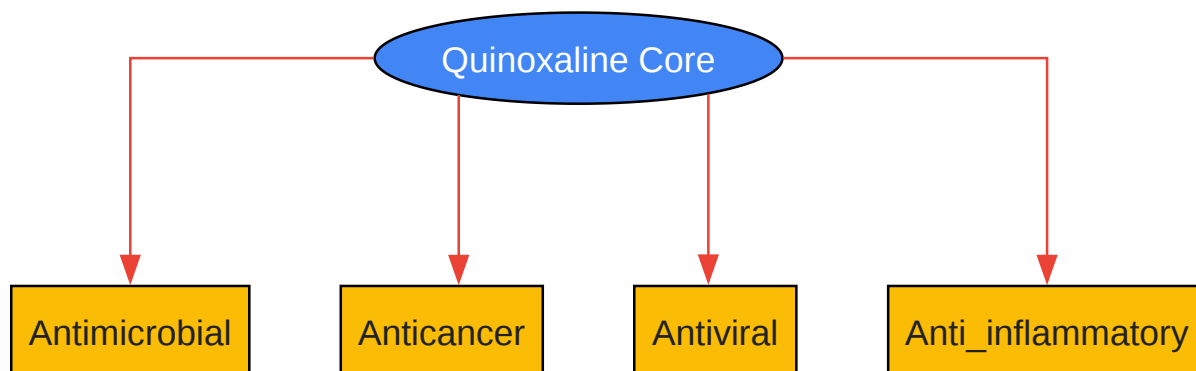 Quinoxaline Core
Antimicrobial
Anticancer
Antiviral
Anti_inflammatory